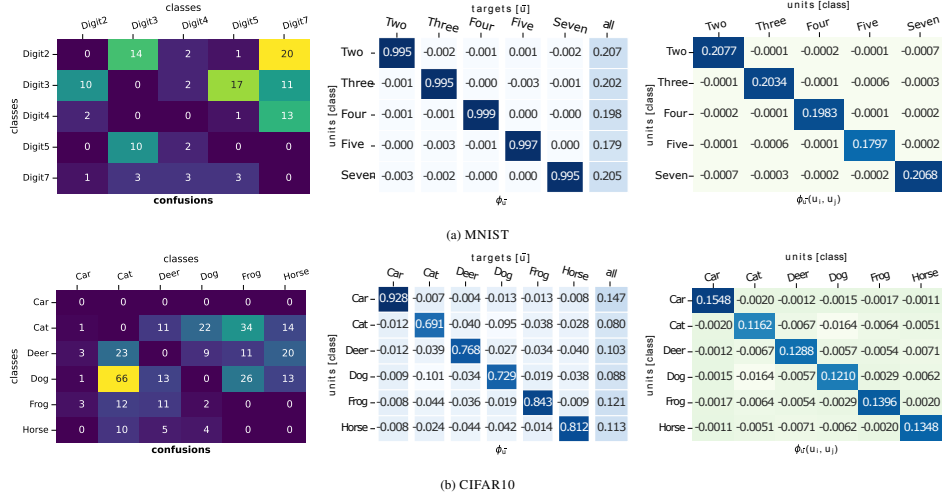 classes
Digit2 Digit3 Digit4 Digit5 Digit7
classes
Digit2 0 14 2 1 20
Digit3 10 0 2 17 11
Digit4 2 0 0 1 13
Digit5 0 10 2 0 0
Digit7 1 3 3 3 0
confusions
targets [ū]
Two Three Four Five Seven all
units [class]
Two 0.995 -0.002 -0.001 0.001 -0.002 0.207
Three -0.001 0.995 -0.000 -0.003 -0.001 0.202
Four -0.001 -0.001 0.999 -0.000 -0.000 0.198
Five -0.000 -0.003 -0.001 0.997 0.000 0.179
Seven -0.003 -0.002 -0.000 -0.000 0.995 0.205
ϕū
units [class]
Two Three Four Five Seven
units [class]
Two 0.2077 -0.0001 -0.0002 -0.0001 -0.0007
Three -0.0001 0.2034 -0.0001 -0.0006 -0.0003
Four -0.0002 -0.0001 0.1983 -0.0001 -0.0002
Five -0.0001 -0.0006 -0.0001 0.1797 -0.0002
Seven -0.0007 -0.0003 -0.0002 -0.0002 0.2068
ϕū(ui, uj)
(a) MNIST
classes
Car Cat Deer Dog Frog Horse
classes
Car 0 0 0 0 0 0
Cat 1 0 11 22 34 14
Deer 3 23 0 9 11 20
Dog 1 66 13 0 26 13
Frog 3 12 11 2 0 0
Horse 0 10 5 4 0 0
confusions
targets [ū]
Car Cat Deer Dog Frog Horse all
units [class]
Car 0.928 -0.007 -0.004 -0.013 -0.013 -0.008 0.147
Cat -0.012 0.691 -0.040 -0.095 -0.038 -0.028 0.080
Deer -0.012 -0.039 0.768 -0.027 -0.034 -0.040 0.103
Dog -0.009 -0.101 -0.034 0.729 -0.019 -0.034 0.088
Frog -0.008 -0.044 -0.036 -0.019 0.843 -0.009 0.121
Horse -0.008 -0.024 -0.044 -0.042 -0.014 0.812 0.113
ϕū
units [class]
Car Cat Deer Dog Frog Horse
units [class]
Car 0.1548 -0.0020 -0.0012 -0.0015 -0.0017 -0.0011
Cat -0.0020 0.1162 -0.0067 -0.0164 -0.0064 -0.0051
Deer -0.0012 -0.0067 0.1288 -0.0057 -0.0054 -0.0071
Dog -0.0015 -0.0164 -0.0057 0.1210 -0.0029 -0.0062
Frog -0.0017 -0.0064 -0.0054 -0.0029 0.1396 -0.0020
Horse -0.0011 -0.0051 -0.0071 -0.0062 -0.0020 0.1348
ϕū(ui, uj)
(b) CIFAR10